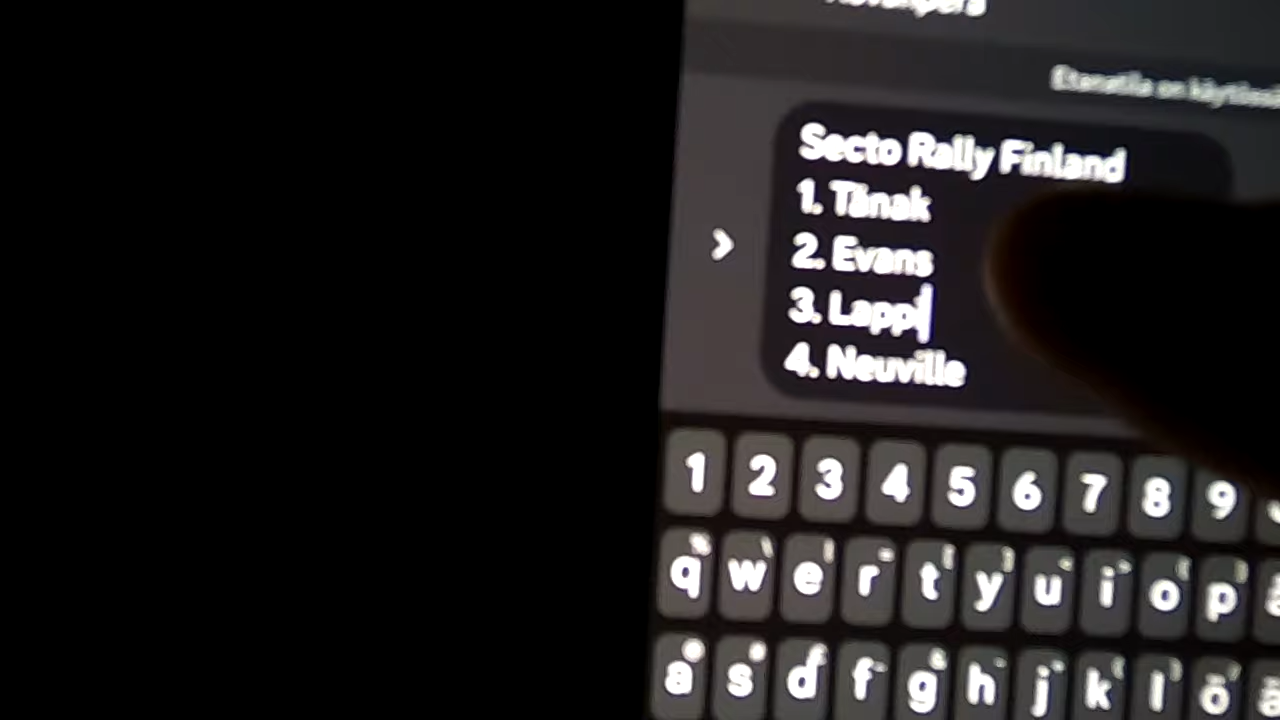 Secto Rally Finland
1. Tänak
2. Evans
3. Lappi
4. Neuville
1 2 3 4 5 6 7 8 9
q w e r t y u i o p
a s d f g h j k l ö ä